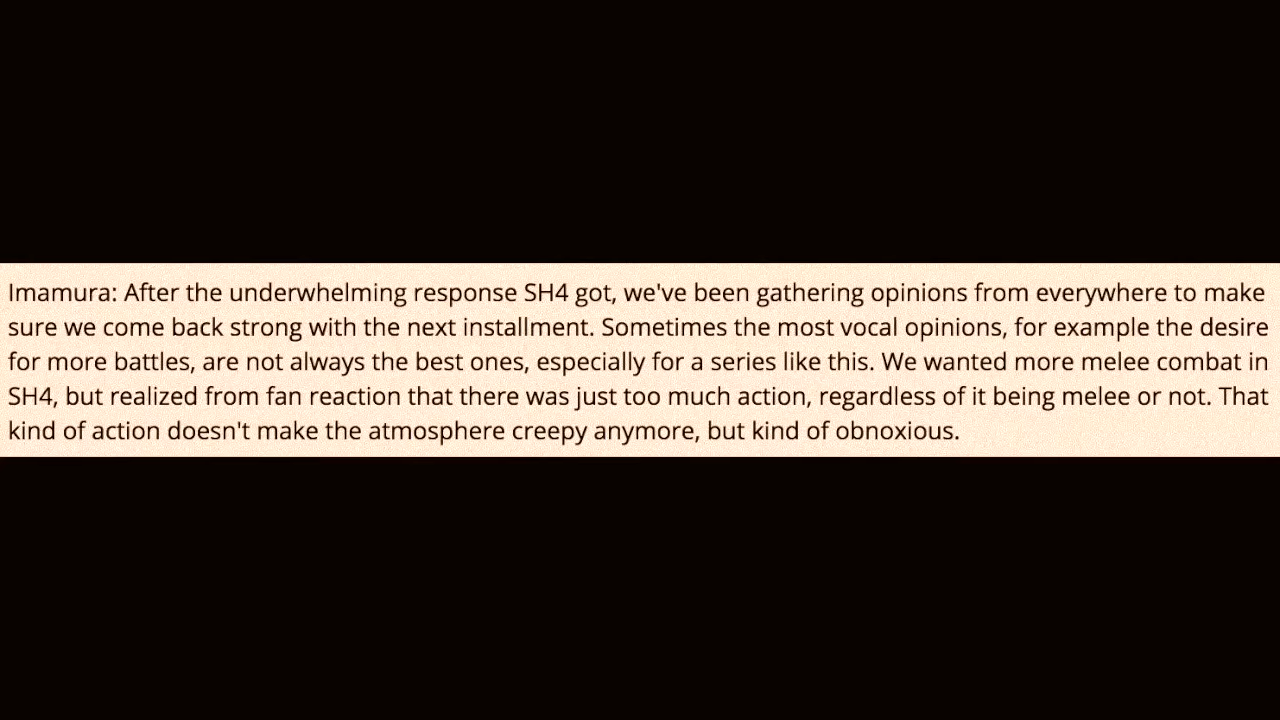 Imamura: After the underwhelming response SH4 got, we've been gathering opinions from everywhere to make
sure we come back strong with the next installment. Sometimes the most vocal opinions, for example the desire
for more battles, are not always the best ones, especially for a series like this. We wanted more melee combat in
SH4, but realized from fan reaction that there was just too much action, regardless of it being melee or not. That
kind of action doesn't make the atmosphere creepy anymore, but kind of obnoxious.